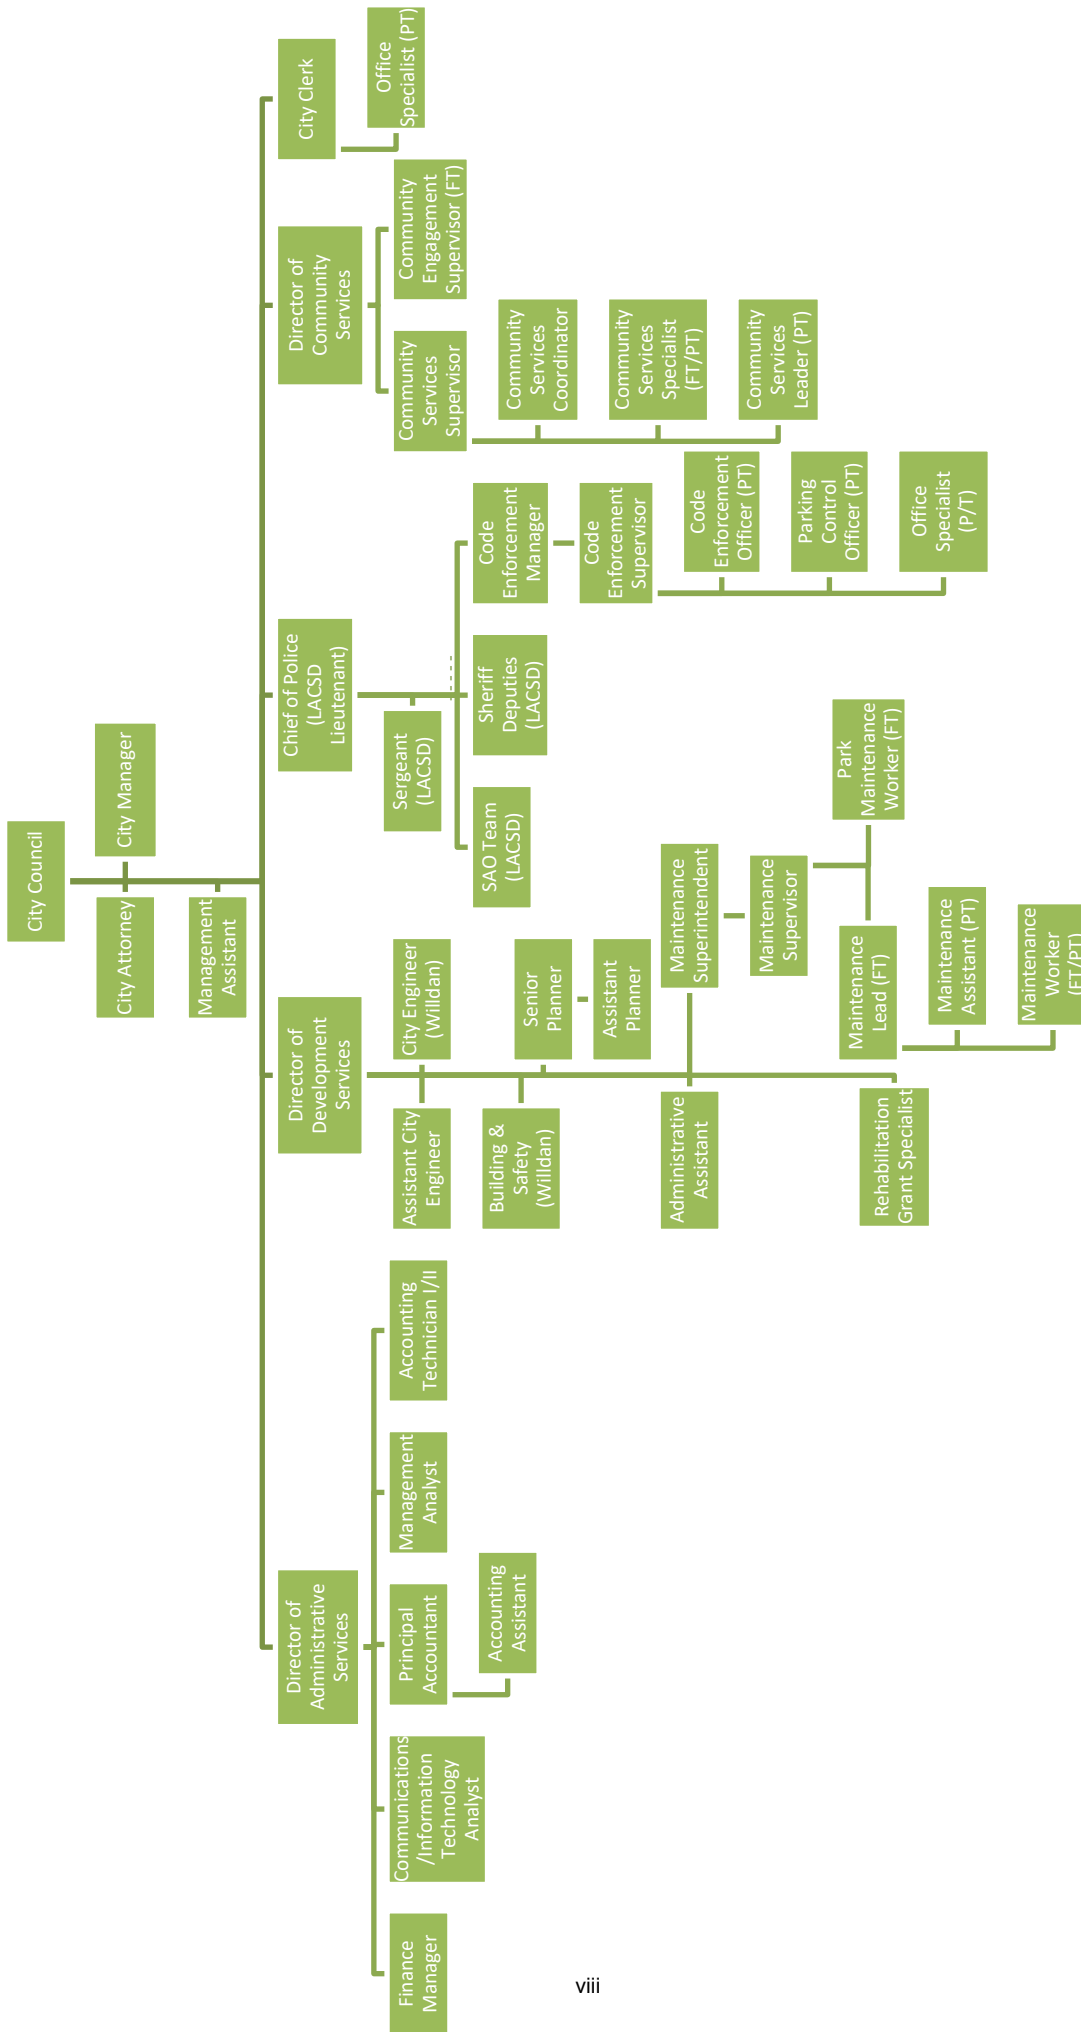 City Council
City Attorney
City Manager
Management
Assistant
Director of
Administrative
Services
Finance
Manager
Communications
/Information
Technology
Analyst
Principal
Accountant
Accounting
Assistant
Management
Analyst
Accounting
Technician I/II
Director of
Development
Services
Assistant City
Engineer
City Engineer
(Willdan)
Building &
Safety
(Willdan)
Senior
Planner
Assistant
Planner
Administrative
Assistant
Maintenance
Superintendent
Maintenance
Supervisor
Maintenance
Lead (FT)
Maintenance
Assistant (PT)
Maintenance
Worker
(FT/PT)
Park
Maintenance
Worker (FT)
Rehabilitation
Grant Specialist
Chief of Police
(LACSD
Lieutenant)
Sergeant
(LACSD)
SAO Team
(LACSD)
Sheriff
Deputies
(LACSD)
Code
Enforcement
Manager
Code
Enforcement
Supervisor
Code
Enforcement
Officer (PT)
Parking
Control
Officer (PT)
Office
Specialist
(P/T)
Director of
Community
Services
Community
Services
Supervisor
Community
Services
Coordinator
Community
Services
Specialist
(FT/PT)
Community
Services
Leader (PT)
Community
Engagement
Supervisor (FT)
City Clerk
Office
Specialist (PT)
viii